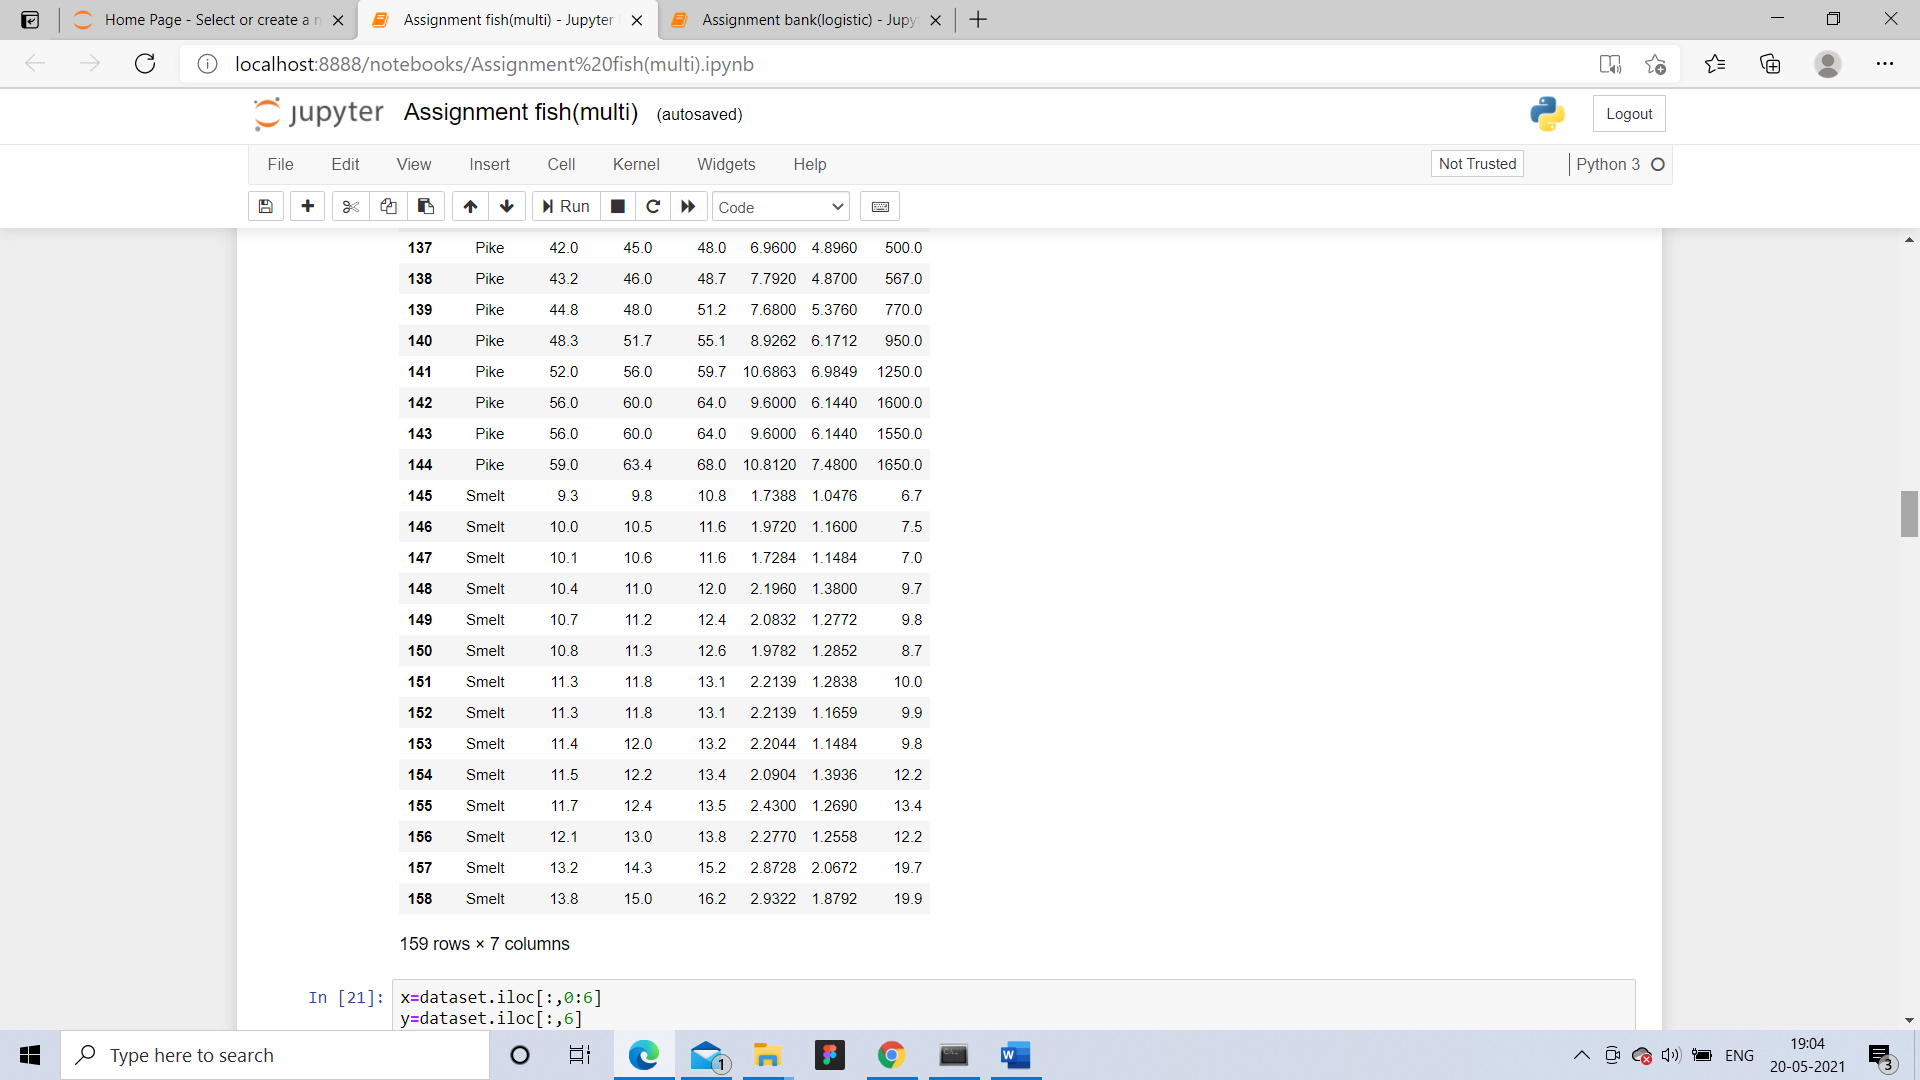 Home Page - Select or create a n
Assignment fish(multi) - Jupyter
Assignment bank(logistic) - Jupy
localhost:8888/notebooks/Assignment%20fish(multi).ipynb
jupyter Assignment fish(multi) (autosaved)
Logout
File Edit View Insert Cell Kernel Widgets Help
Not Trusted
Python 3
Run
Code
137 Pike 42.0 45.0 48.0 6.9600 4.8960 500.0
138 Pike 43.2 46.0 48.7 7.7920 4.8700 567.0
139 Pike 44.8 48.0 51.2 7.6800 5.3760 770.0
140 Pike 48.3 51.7 55.1 8.9262 6.1712 950.0
141 Pike 52.0 56.0 59.7 10.6863 6.9849 1250.0
142 Pike 56.0 60.0 64.0 9.6000 6.1440 1600.0
143 Pike 56.0 60.0 64.0 9.6000 6.1440 1550.0
144 Pike 59.0 63.4 68.0 10.8120 7.4800 1650.0
145 Smelt 9.3 9.8 10.8 1.7388 1.0476 6.7
146 Smelt 10.0 10.5 11.6 1.9720 1.1600 7.5
147 Smelt 10.1 10.6 11.6 1.7284 1.1484 7.0
148 Smelt 10.4 11.0 12.0 2.1960 1.3800 9.7
149 Smelt 10.7 11.2 12.4 2.0832 1.2772 9.8
150 Smelt 10.8 11.3 12.6 1.9782 1.2852 8.7
151 Smelt 11.3 11.8 13.1 2.2139 1.2838 10.0
152 Smelt 11.3 11.8 13.1 2.2139 1.1659 9.9
153 Smelt 11.4 12.0 13.2 2.2044 1.1484 9.8
154 Smelt 11.5 12.2 13.4 2.0904 1.3936 12.2
155 Smelt 11.7 12.4 13.5 2.4300 1.2690 13.4
156 Smelt 12.1 13.0 13.8 2.2770 1.2558 12.2
157 Smelt 13.2 14.3 15.2 2.8728 2.0672 19.7
158 Smelt 13.8 15.0 16.2 2.9322 1.8792 19.9
159 rows × 7 columns
In [21]: x=dataset.iloc[:,0:6]
y=dataset.iloc[:,6]
Type here to search
1
ENG
19:04
20-05-2021
3